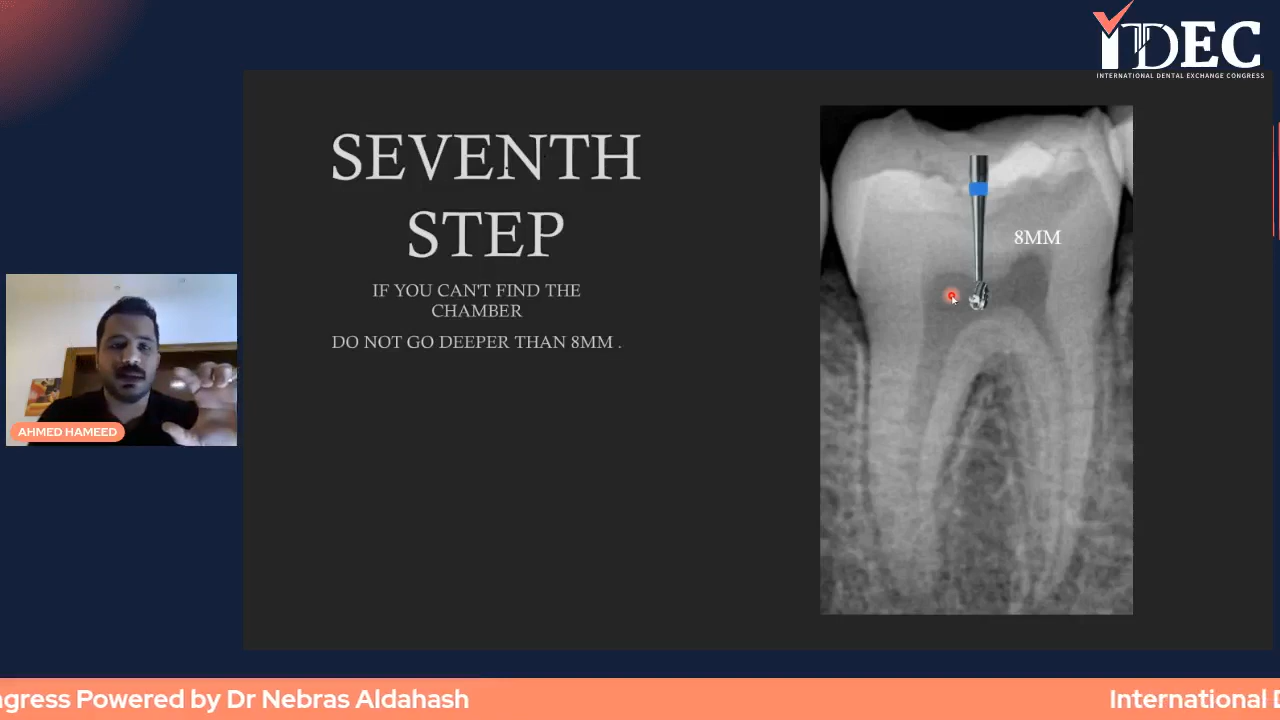 iDEC
INTERNATIONAL DENTAL EXCHANGE CONGRESS
SEVENTH
STEP
IF YOU CAN'T FIND THE
CHAMBER
DO NOT GO DEEPER THAN 8MM .
8MM
AHMED HAMEED
ngress Powered by Dr Nebras Aldahash
International D